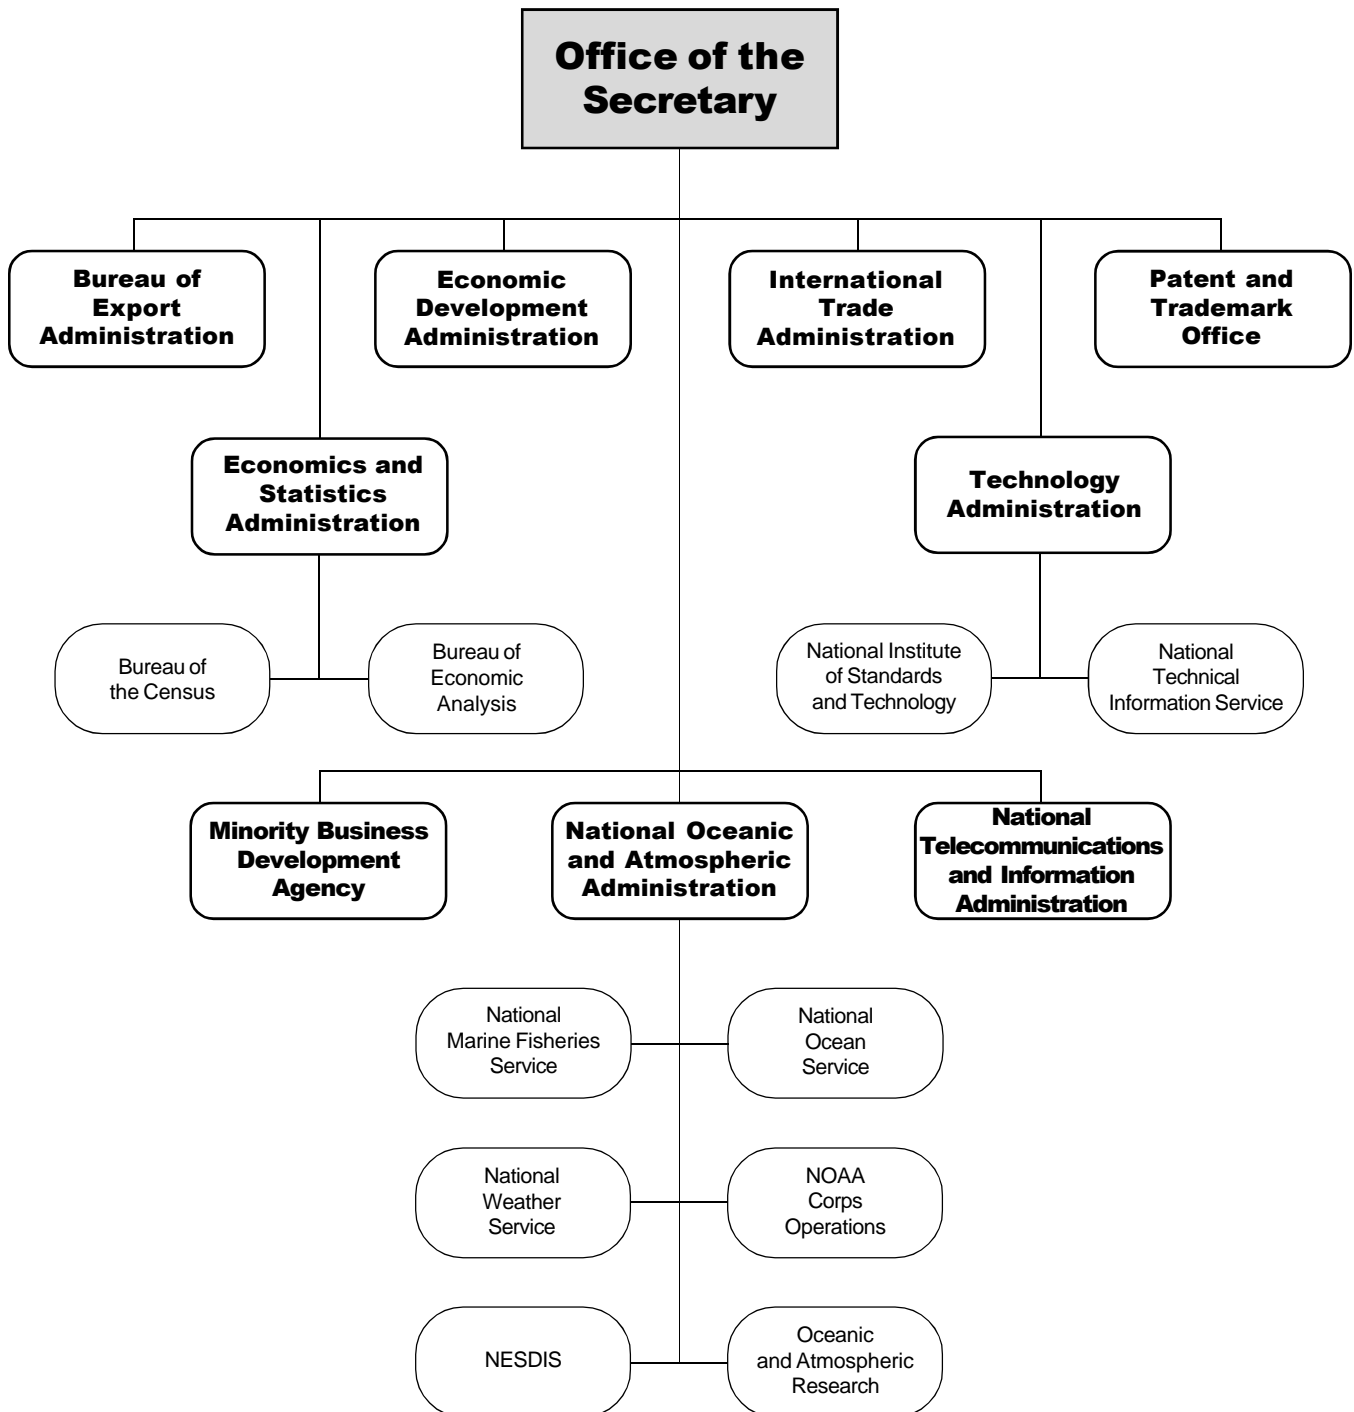 Office of the
Secretary
Bureau of
Export
Administration
Economic
Development
Administration
International
Trade
Administration
Patent and
Trademark
Office
Economics and
Statistics
Administration
Technology
Administration
Bureau of
the Census
Bureau of
Economic
Analysis
National Institute
of Standards
and Technology
National
Technical
Information Service
Minority Business
Development
Agency
National Oceanic
and Atmospheric
Administration
National
Telecommunications
and Information
Administration
National
Marine Fisheries
Service
National
Ocean
Service
National
Weather
Service
NOAA
Corps
Operations
NESDIS
Oceanic
and Atmospheric
Research